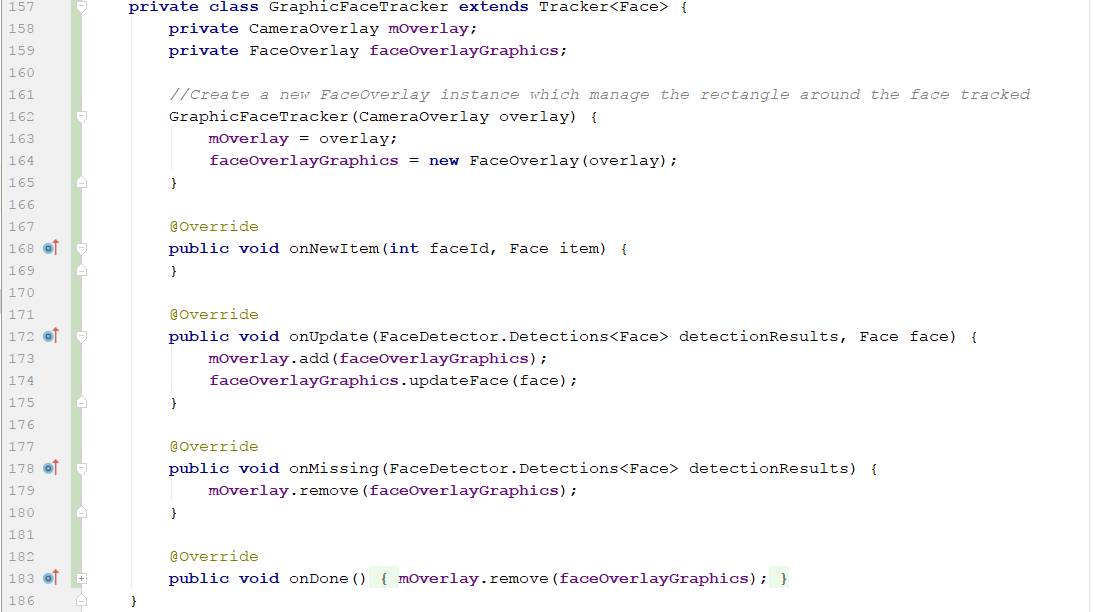 157 private class GraphicFaceTracker extends Tracker<Face> {
158 private CameraOverlay mOverlay;
159 private FaceOverlay faceOverlayGraphics;
160
161 //Create a new FaceOverlay instance which manage the rectangle around the face tracked
162 GraphicFaceTracker(CameraOverlay overlay) {
163 mOverlay = overlay;
164 faceOverlayGraphics = new FaceOverlay(overlay);
165 }
166
167 @Override
168 public void onNewItem(int faceId, Face item) {
169 }
170
171 @Override
172 public void onUpdate(FaceDetector.Detections<Face> detectionResults, Face face) {
173 mOverlay.add(faceOverlayGraphics);
174 faceOverlayGraphics.updateFace(face);
175 }
176
177 @Override
178 public void onMissing(FaceDetector.Detections<Face> detectionResults) {
179 mOverlay.remove(faceOverlayGraphics);
180 }
181
182 @Override
183 public void onDone() { mOverlay.remove(faceOverlayGraphics); }
186 }